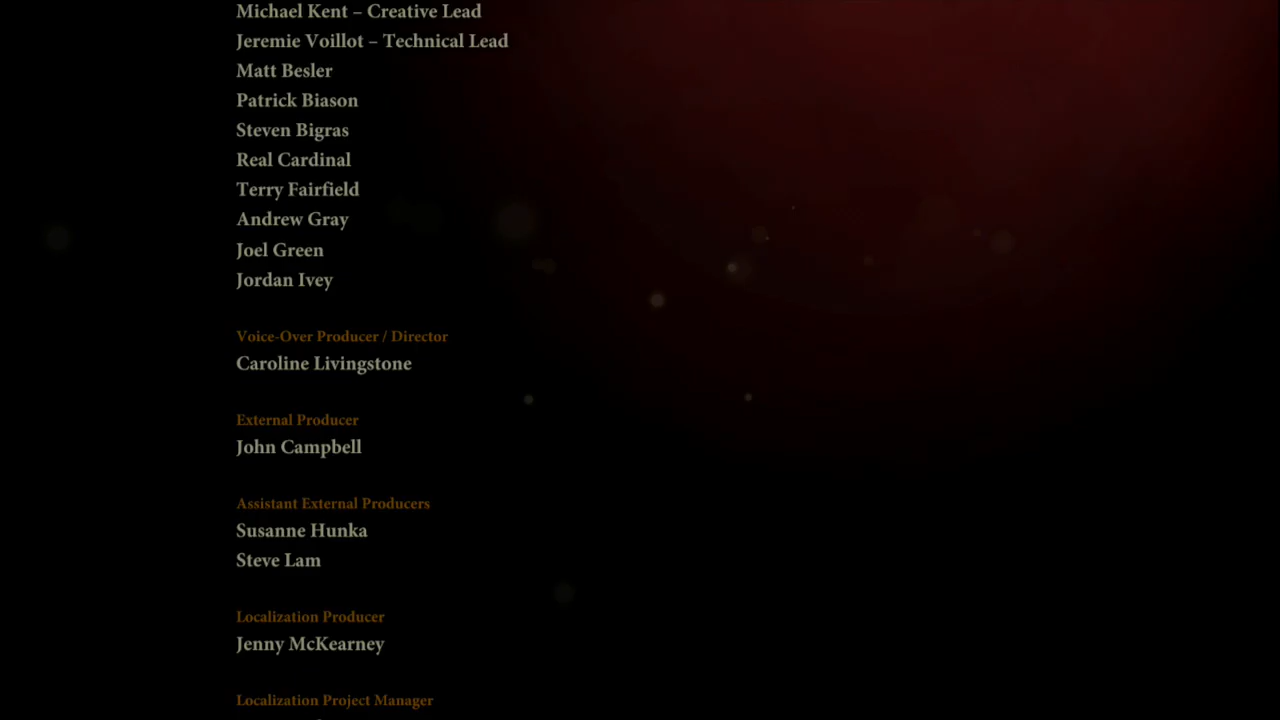 Michael Kent – Creative Lead
Jeremie Voillot – Technical Lead
Matt Besler
Patrick Biason
Steven Bigras
Real Cardinal
Terry Fairfield
Andrew Gray
Joel Green
Jordan Ivey
Voice-Over Producer / Director
Caroline Livingstone
External Producer
John Campbell
Assistant External Producers
Susanne Hunka
Steve Lam
Localization Producer
Jenny McKearney
Localization Project Manager